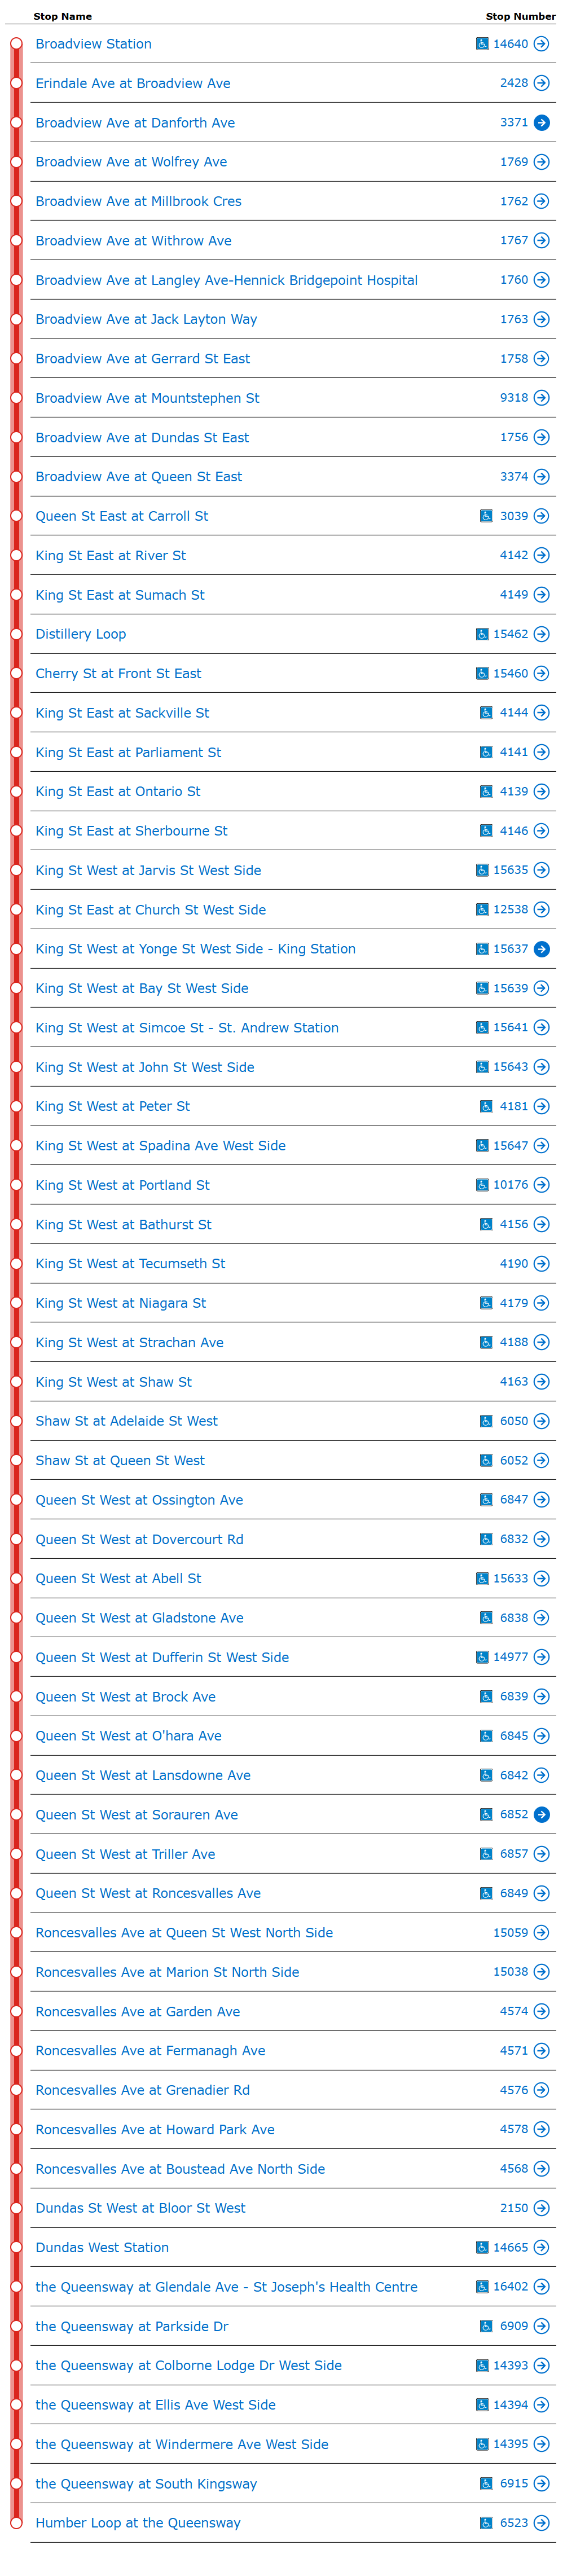 Stop Name Stop Number
Broadview Station 14640
Erindale Ave at Broadview Ave 2428
Broadview Ave at Danforth Ave 3371
Broadview Ave at Wolfrey Ave 1769
Broadview Ave at Millbrook Cres 1762
Broadview Ave at Withrow Ave 1767
Broadview Ave at Langley Ave-Hennick Bridgepoint Hospital 1760
Broadview Ave at Jack Layton Way 1763
Broadview Ave at Gerrard St East 1758
Broadview Ave at Mountstephen St 9318
Broadview Ave at Dundas St East 1756
Broadview Ave at Queen St East 3374
Queen St East at Carroll St 3039
King St East at River St 4142
King St East at Sumach St 4149
Distillery Loop 15462
Cherry St at Front St East 15460
King St East at Sackville St 4144
King St East at Parliament St 4141
King St East at Ontario St 4139
King St East at Sherbourne St 4146
King St West at Jarvis St West Side 15635
King St East at Church St West Side 12538
King St West at Yonge St West Side - King Station 15637
King St West at Bay St West Side 15639
King St West at Simcoe St - St. Andrew Station 15641
King St West at John St West Side 15643
King St West at Peter St 4181
King St West at Spadina Ave West Side 15647
King St West at Portland St 10176
King St West at Bathurst St 4156
King St West at Tecumseth St 4190
King St West at Niagara St 4179
King St West at Strachan Ave 4188
King St West at Shaw St 4163
Shaw St at Adelaide St West 6050
Shaw St at Queen St West 6052
Queen St West at Ossington Ave 6847
Queen St West at Dovercourt Rd 6832
Queen St West at Abell St 15633
Queen St West at Gladstone Ave 6838
Queen St West at Dufferin St West Side 14977
Queen St West at Brock Ave 6839
Queen St West at O'hara Ave 6845
Queen St West at Lansdowne Ave 6842
Queen St West at Sorauren Ave 6852
Queen St West at Triller Ave 6857
Queen St West at Roncesvalles Ave 6849
Roncesvalles Ave at Queen St West North Side 15059
Roncesvalles Ave at Marion St North Side 15038
Roncesvalles Ave at Garden Ave 4574
Roncesvalles Ave at Fermanagh Ave 4571
Roncesvalles Ave at Grenadier Rd 4576
Roncesvalles Ave at Howard Park Ave 4578
Roncesvalles Ave at Boustead Ave North Side 4568
Dundas St West at Bloor St West 2150
Dundas West Station 14665
the Queensway at Glendale Ave - St Joseph's Health Centre 16402
the Queensway at Parkside Dr 6909
the Queensway at Colborne Lodge Dr West Side 14393
the Queensway at Ellis Ave West Side 14394
the Queensway at Windermere Ave West Side 14395
the Queensway at South Kingsway 6915
Humber Loop at the Queensway 6523